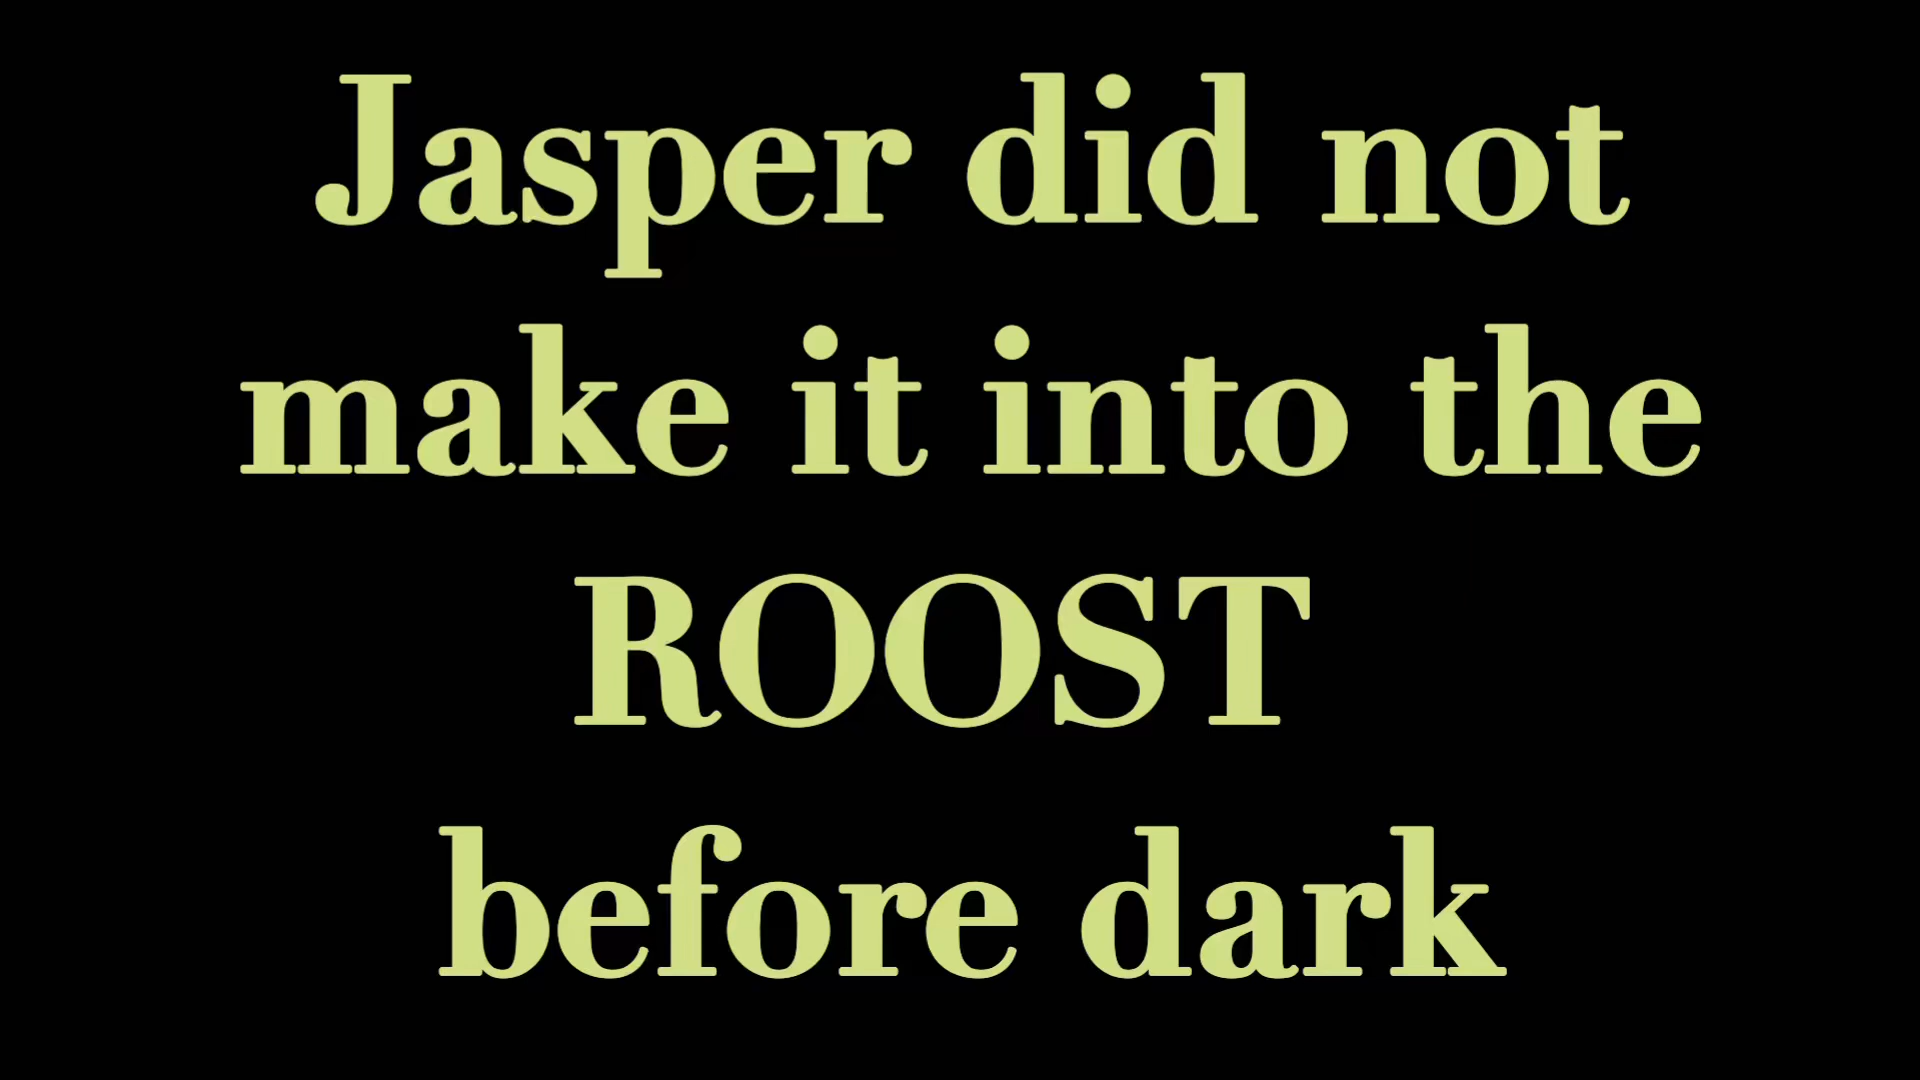 Jasper did not
make it into the
ROOST
before dark